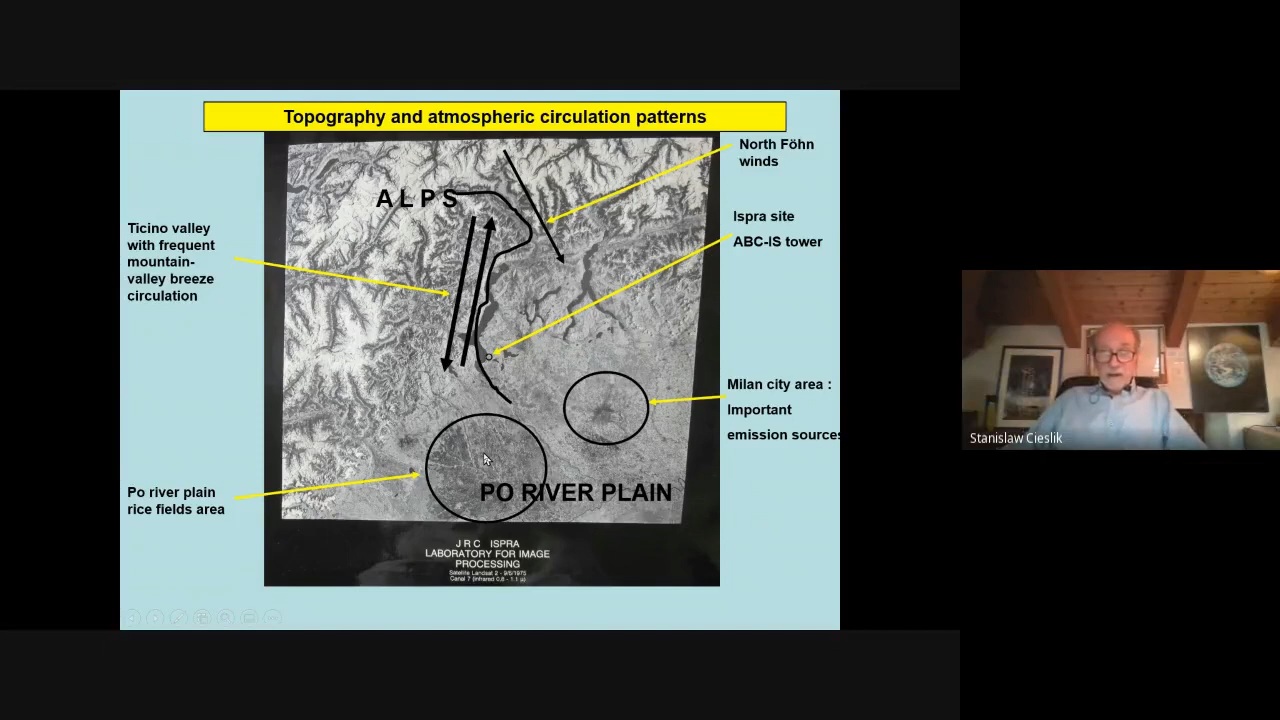 Topography and atmospheric circulation patterns
North Föhn
winds
A L P S
Ispra site
ABC-IS tower
Ticino valley
with frequent
mountain-
valley breeze
circulation
Milan city area :
Important
emission sources
Po river plain
rice fields area
PO RIVER PLAIN
J R C ISPRA
LABORATORY FOR IMAGE
PROCESSING
Satellite Landsat 2 - 9/6/1975
Canal 7 (infrared 0,8 - 1.1 µ)
Stanislaw Cieslik